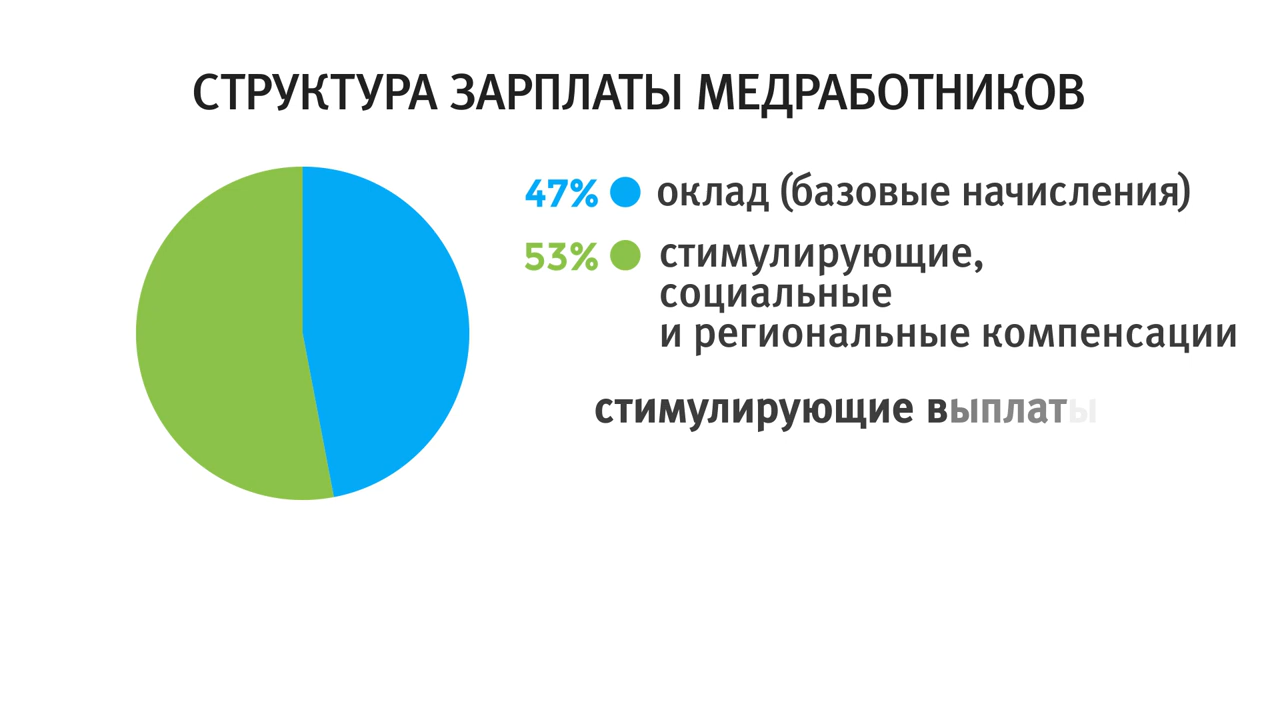 СТРУКТУРА ЗАРПЛАТЫ МЕДРАБОТНИКОВ
47% оклад (базовые начисления)
53% стимулирующие,
социальные
и региональные компенсации
стимулирующие выплаты